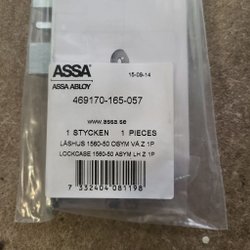 ASSA
ASSA ABLOY
15-09-14
469170-165-057
www.assa.se
1 STYCKEN 1 PIECES
LÅSHUS 1560-50 OSYM VÄ Z 1P
LOCKCASE 1560-50 ASYM LH Z 1P
7 332404 081198